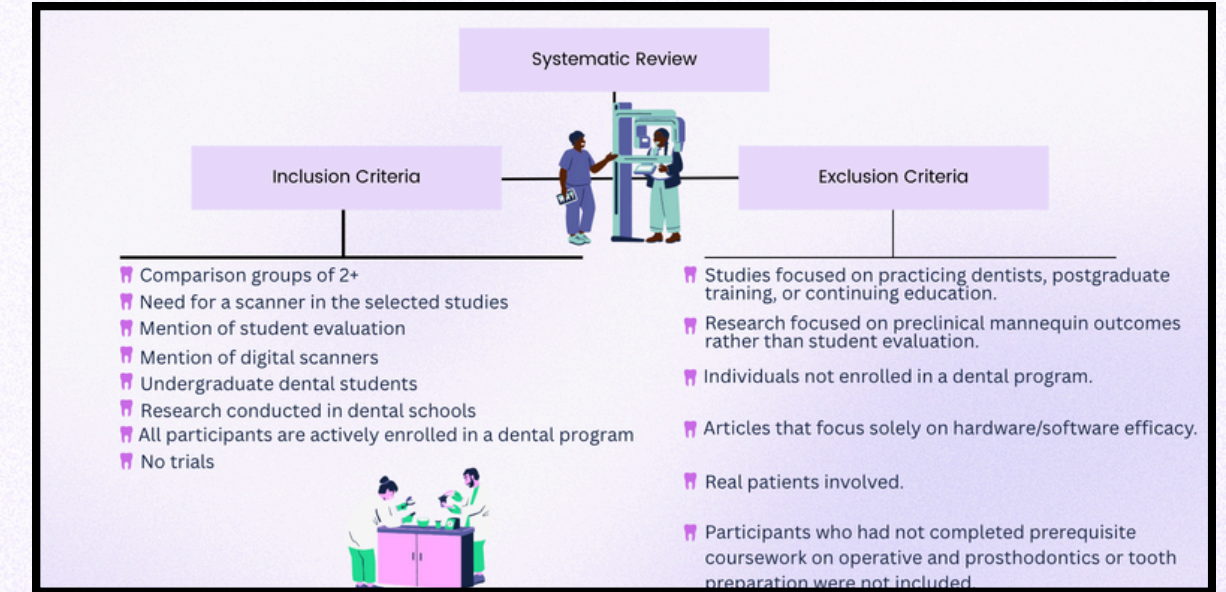 Systematic Review
Inclusion Criteria
Exclusion Criteria
Comparison groups of 2+
Need for a scanner in the selected studies
Mention of student evaluation
Mention of digital scanners
Undergraduate dental students
Research conducted in dental schools
All participants are actively enrolled in a dental program
No trials
Studies focused on practicing dentists, postgraduate
training, or continuing education.
Research focused on preclinical mannequin outcomes
rather than student evaluation.
Individuals not enrolled in a dental program.
Articles that focus solely on hardware/software efficacy.
Real patients involved.
Participants who had not completed prerequisite
coursework on operative and prosthodontics or tooth
preparation were not included.